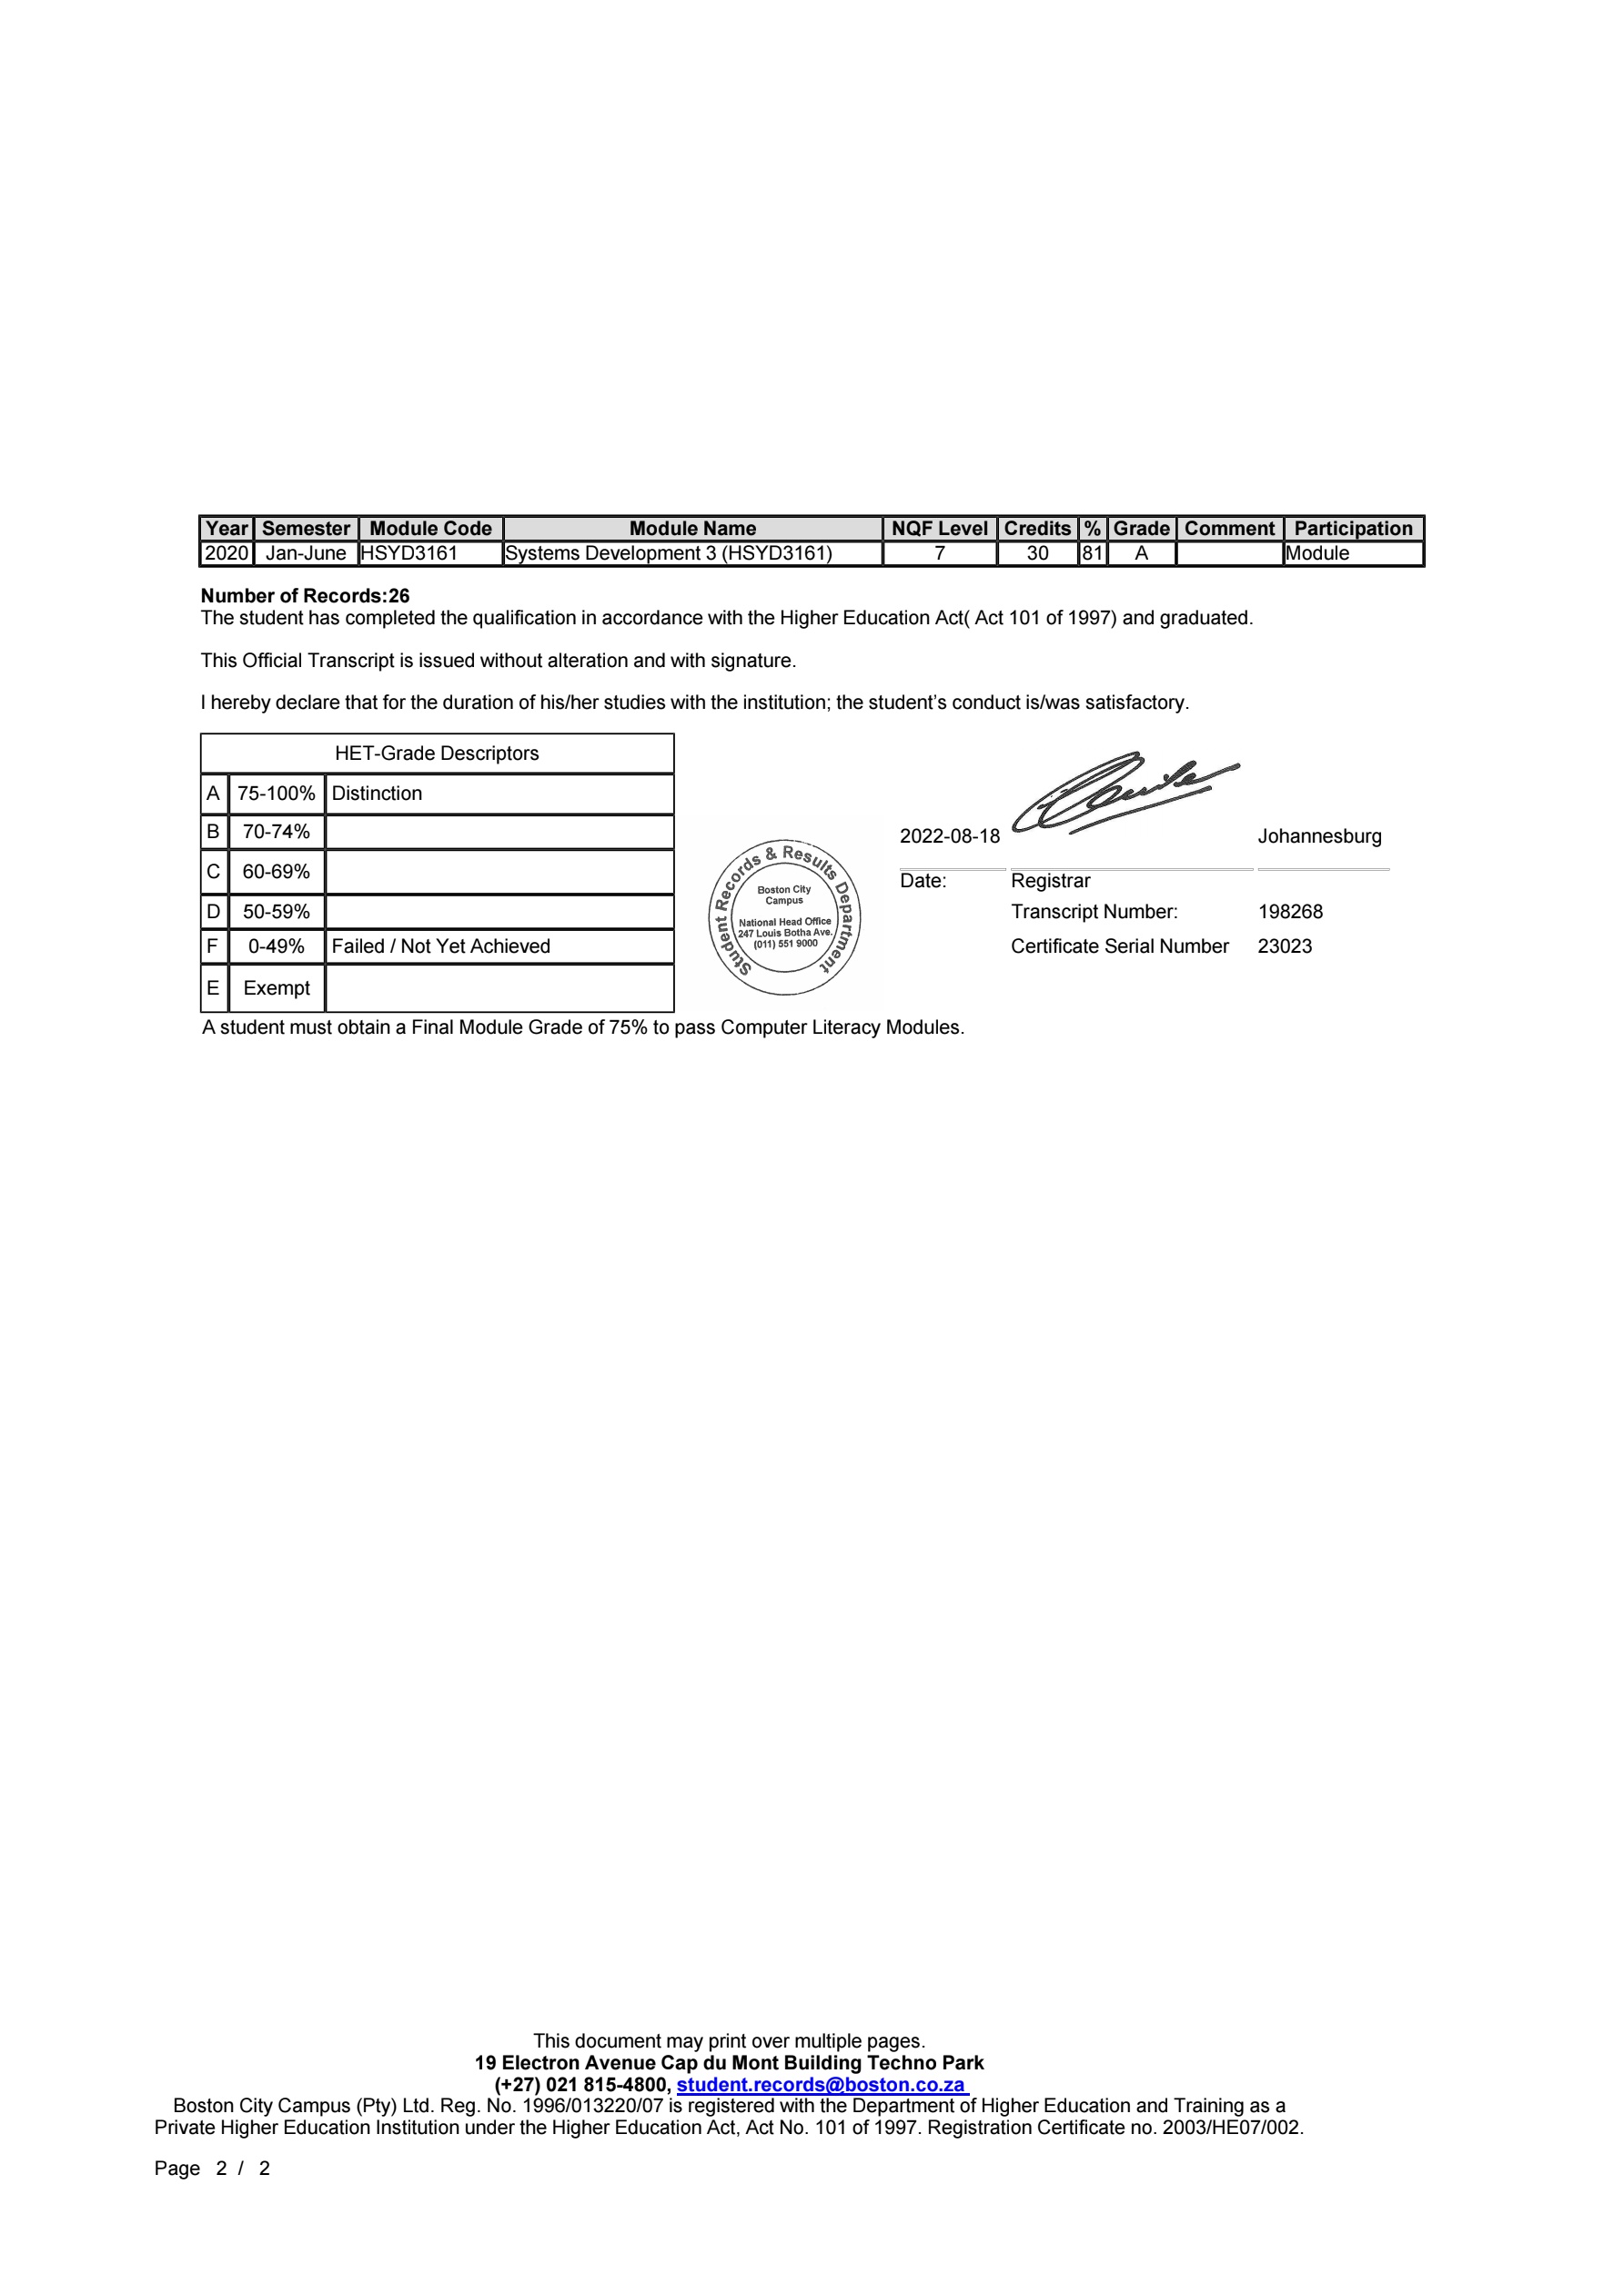 Year Semester Module Code Module Name NQF Level Credits % Grade Comment Participation
2020 Jan-June HSYD3161 Systems Development 3 (HSYD3161) 7 30 81 A Module
Number of Records:26
The student has completed the qualification in accordance with the Higher Education Act( Act 101 of 1997) and graduated.
This Official Transcript is issued without alteration and with signature.
I hereby declare that for the duration of his/her studies with the institution; the student’s conduct is/was satisfactory.
HET-Grade Descriptors
A 75-100% Distinction
B 70-74%
C 60-69%
D 50-59%
F 0-49% Failed / Not Yet Achieved
E Exempt
A student must obtain a Final Module Grade of 75% to pass Computer Literacy Modules.
Student Records & Results Department
Boston City
Campus
National Head Office
247 Louis Botha Ave.
(011) 551 9000
2022-08-18 Johannesburg
Date: Registrar
Transcript Number: 198268
Certificate Serial Number 23023
This document may print over multiple pages.
19 Electron Avenue Cap du Mont Building Techno Park
(+27) 021 815-4800, student.records@boston.co.za
Boston City Campus (Pty) Ltd. Reg. No. 1996/013220/07 is registered with the Department of Higher Education and Training as a
Private Higher Education Institution under the Higher Education Act, Act No. 101 of 1997. Registration Certificate no. 2003/HE07/002.
Page 2 / 2